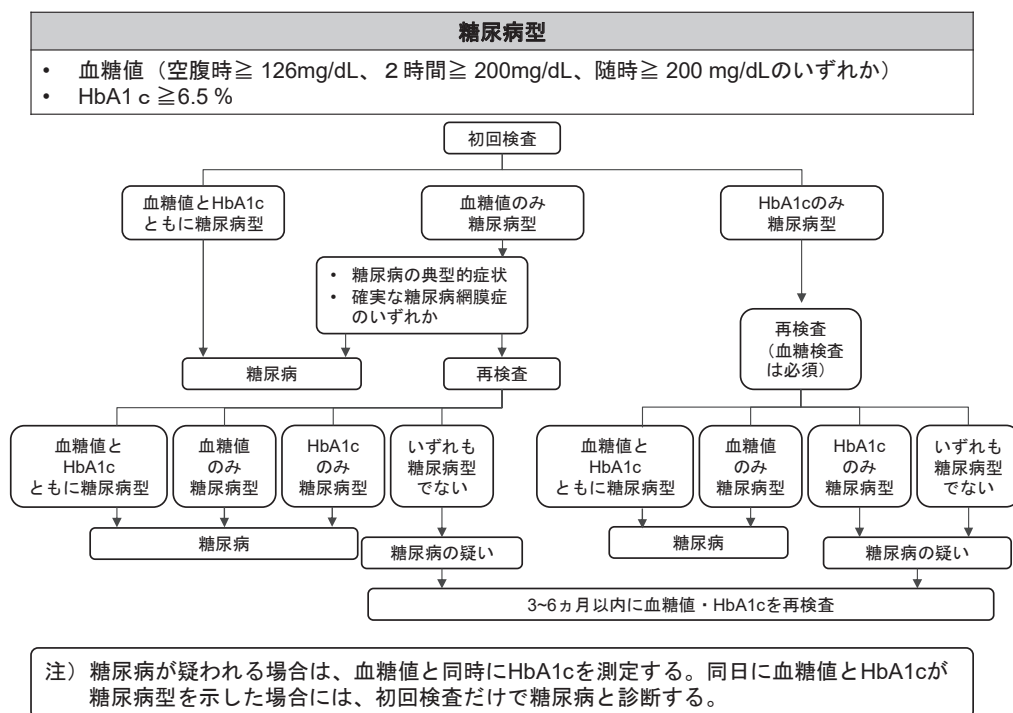 糖尿病型
• 血糖値（空腹時≧ 126mg/dL、２時間≧ 200mg/dL、随時≧ 200 mg/dLのいずれか）
• HbA1ｃ≧6.5 %
初回検査
血糖値とHbA1c
ともに糖尿病型
血糖値のみ
糖尿病型
HbA1cのみ
糖尿病型
• 糖尿病の典型的症状
• 確実な糖尿病網膜症
のいずれか
再検査
（血糖検査
は必須）
糖尿病
再検査
血糖値と
HbA1c
ともに糖尿病型
血糖値
のみ
糖尿病型
HbA1c
のみ
糖尿病型
いずれも
糖尿病型
でない
血糖値と
HbA1c
ともに糖尿病型
血糖値
のみ
糖尿病型
HbA1c
のみ
糖尿病型
いずれも
糖尿病型
でない
糖尿病
糖尿病の疑い
糖尿病
糖尿病の疑い
3~6ヵ月以内に血糖値・HbA1cを再検査
注）糖尿病が疑われる場合は、血糖値と同時にHbA1cを測定する。同日に血糖値とHbA1cが
糖尿病型を示した場合には、初回検査だけで糖尿病と診断する。